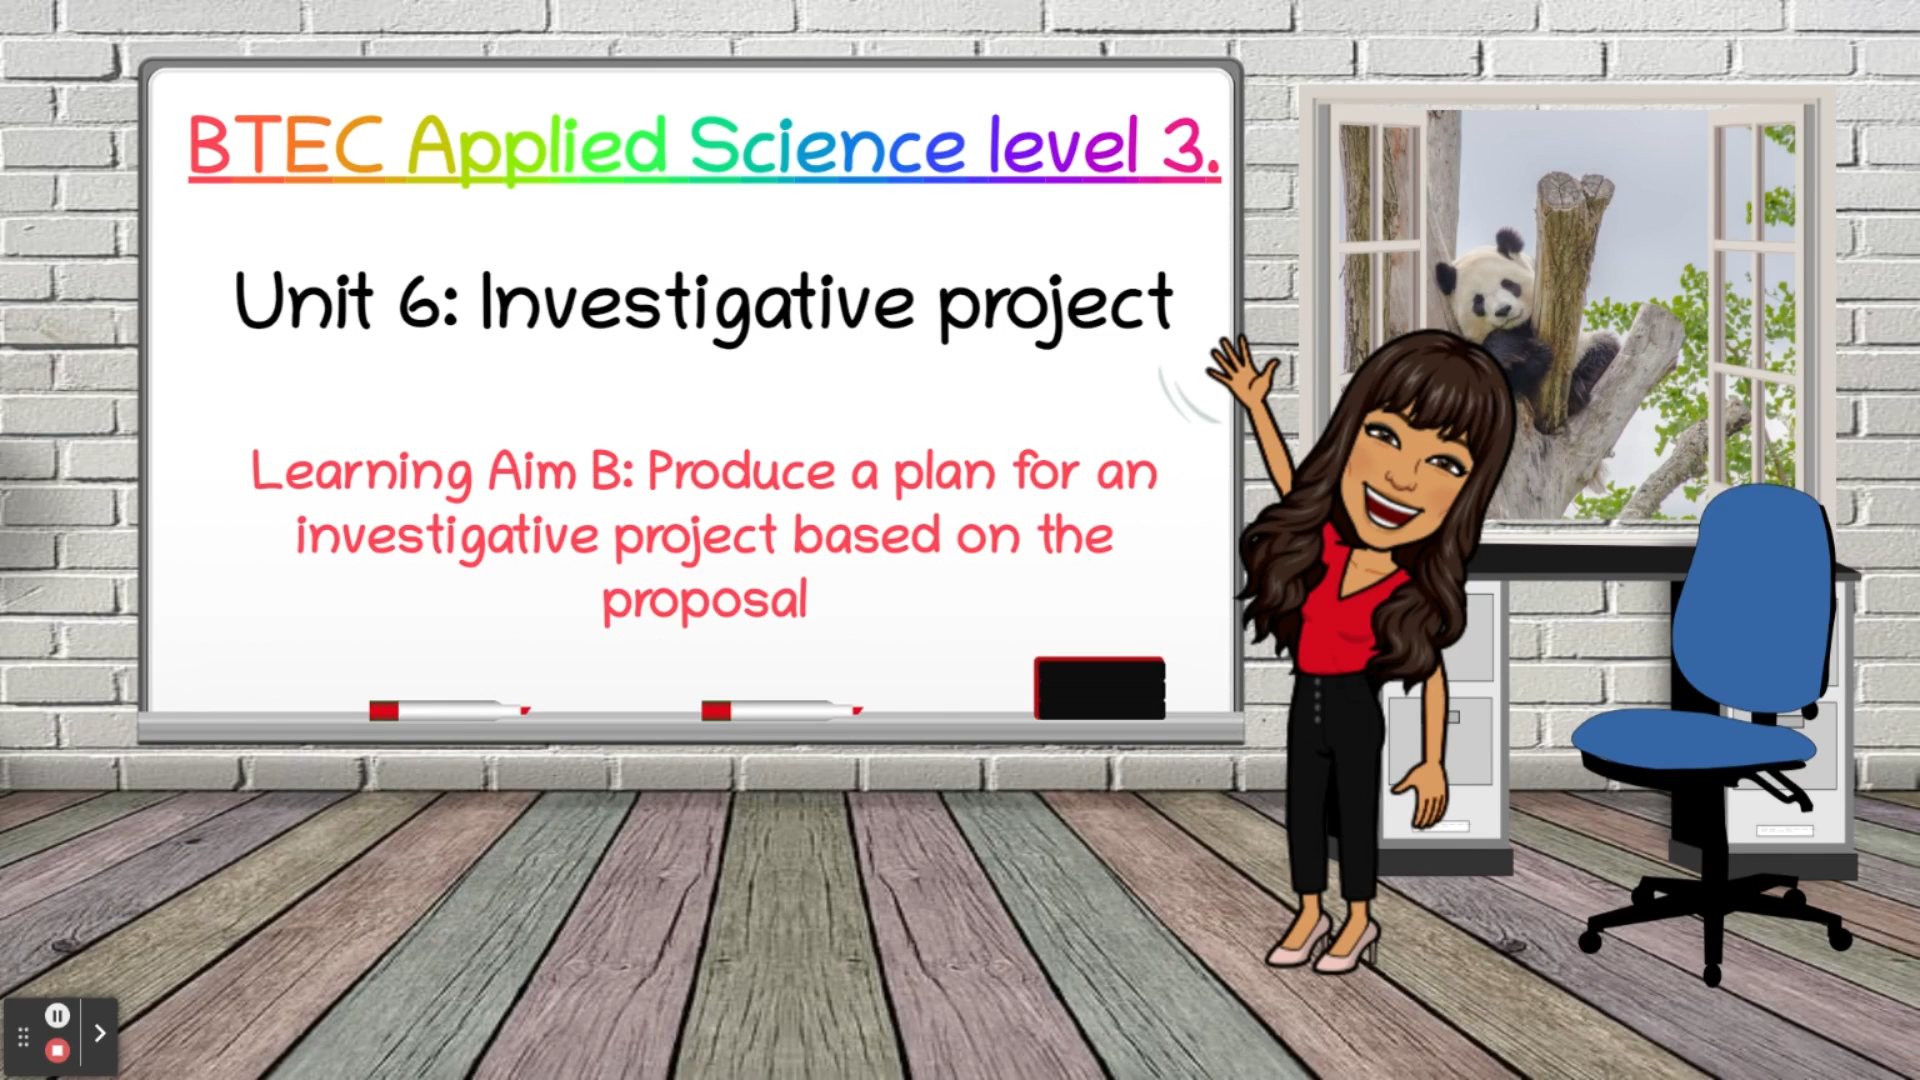 BTEC Applied Science level 3.
Unit 6: Investigative project
Learning Aim B: Produce a plan for an
investigative project based on the
proposal